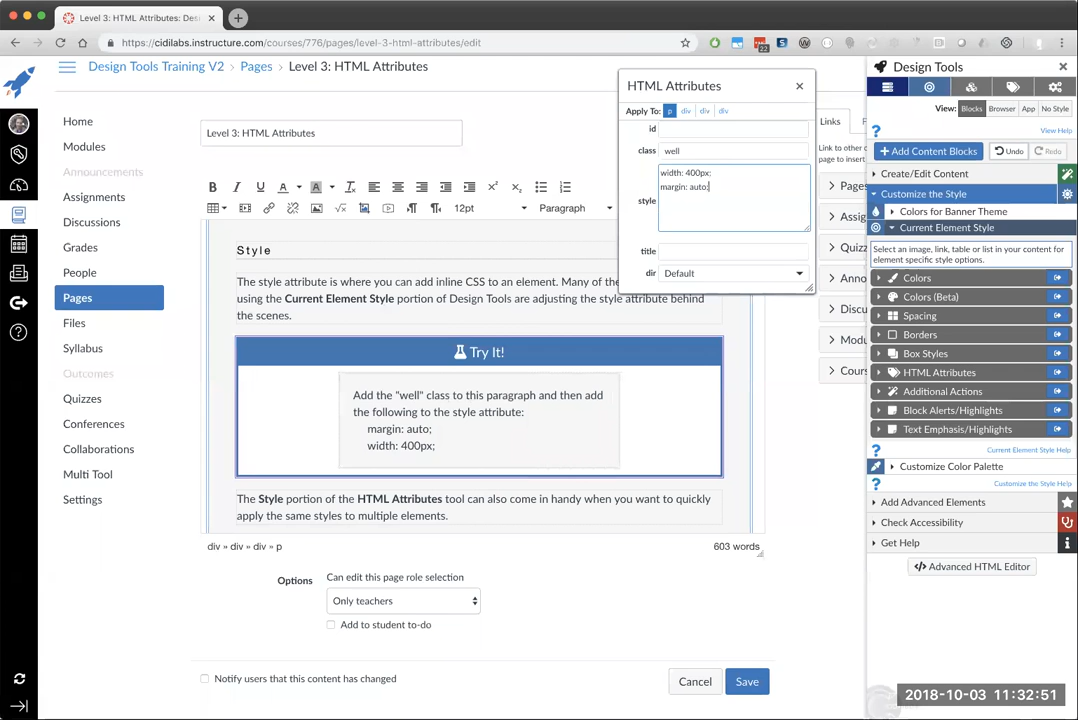 Level 3: HTML Attributes: Desi
https://cidilabs.instructure.com/courses/776/pages/level-3-html-attributes/edit
22
Design Tools Training V2 > Pages > Level 3: HTML Attributes
Home
Modules
Announcements
Assignments
Discussions
Grades
People
Pages
Files
Syllabus
Outcomes
Quizzes
Conferences
Collaborations
Multi Tool
Settings
Level 3: HTML Attributes
B I U A A
12pt Paragraph
Style
The style attribute is where you can add inline CSS to an element. Many of the
using the Current Element Style portion of Design Tools are adjusting the style attribute behind
the scenes.
Try It!
Add the "well" class to this paragraph and then add
the following to the style attribute:
margin: auto;
width: 400px;
The Style portion of the HTML Attributes tool can also come in handy when you want to quickly
apply the same styles to multiple elements.
div » div » div » p
603 words
Options
Can edit this page role selection
Only teachers
Add to student to-do
Notify users that this content has changed
Cancel
Save
HTML Attributes
Apply To: p div div div
id
class well
style
width: 400px;
margin: auto;
title
dir Default
Links
Link to other
page to insert
Pages
Assig
Quizz
Anno
Discu
Modu
Cours
Design Tools
View: Blocks Browser App No Style
View Help
+ Add Content Blocks
Undo
Redo
Create/Edit Content
Customize the Style
Colors for Banner Theme
Current Element Style
Select an image, link, table or list in your content for
element specific style options.
Colors
Colors (Beta)
Spacing
Borders
Box Styles
HTML Attributes
Additional Actions
Block Alerts/Highlights
Text Emphasis/Highlights
Current Element Style Help
Customize Color Palette
Customize the Style Help
Add Advanced Elements
Check Accessibility
Get Help
</> Advanced HTML Editor
2018-10-03 11:32:51